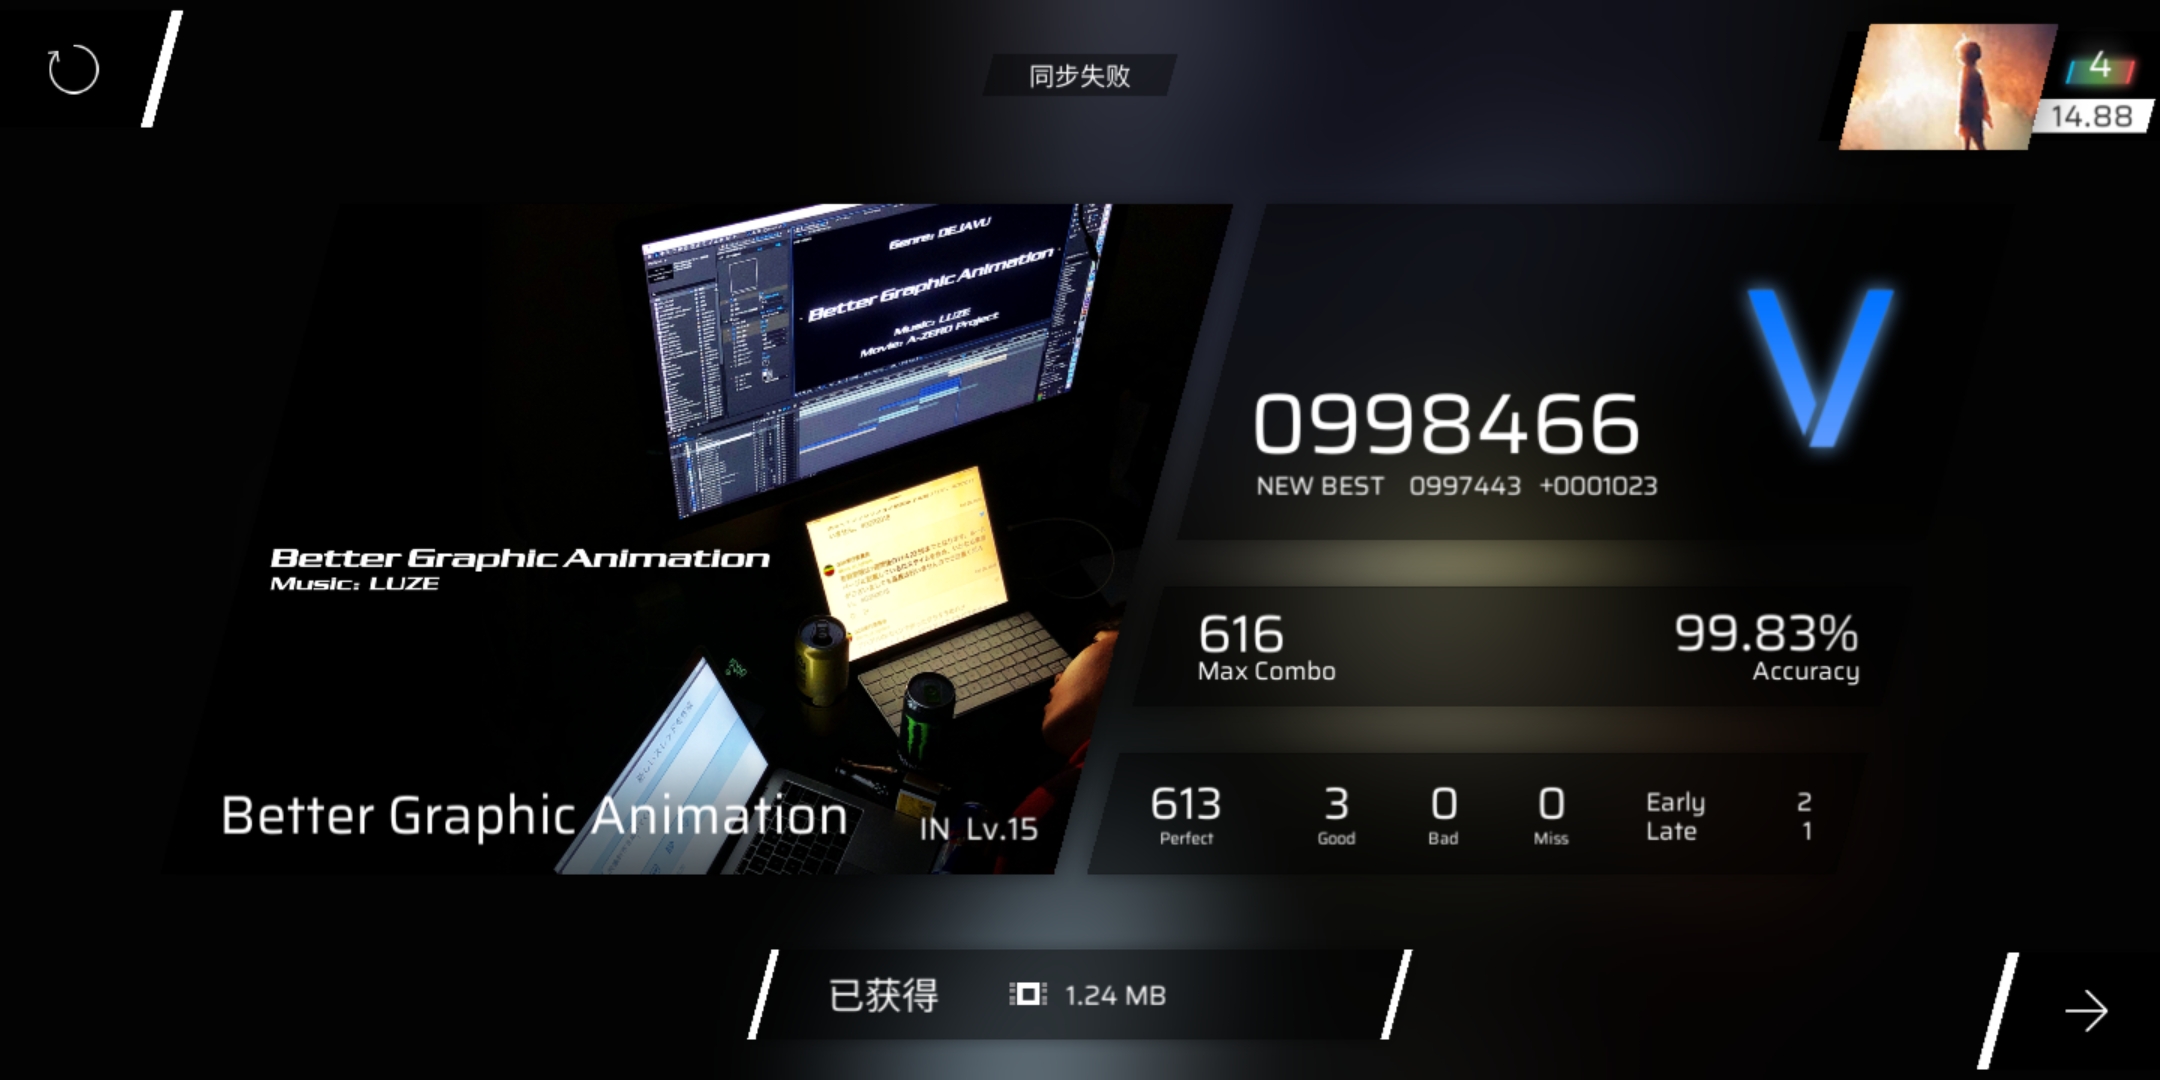 同步失败
4
14.88
Genre: DEJAVU
Better Graphic Animation
Music: LUZE
Movie: A-ZERO Project
Better Graphic Animation
Music: LUZE
Better Graphic Animation
IN Lv.15
0998466
NEW BEST 0997443 +0001023
616
Max Combo
99.83%
Accuracy
613
Perfect
3
Good
0
Bad
0
Miss
Early 2
Late 1
已获得
1.24 MB